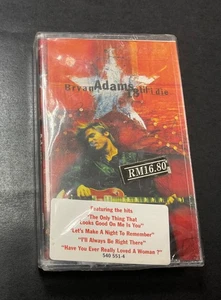 Bryan Adams 18 til i die
RM16.80
Featuring the hits
"The Only Thing That
Looks Good On Me Is You"
"Let's Make A Night To Remember"
"I'll Always Be Right There"
"Have You Ever Really Loved A Woman?"
540 551-4